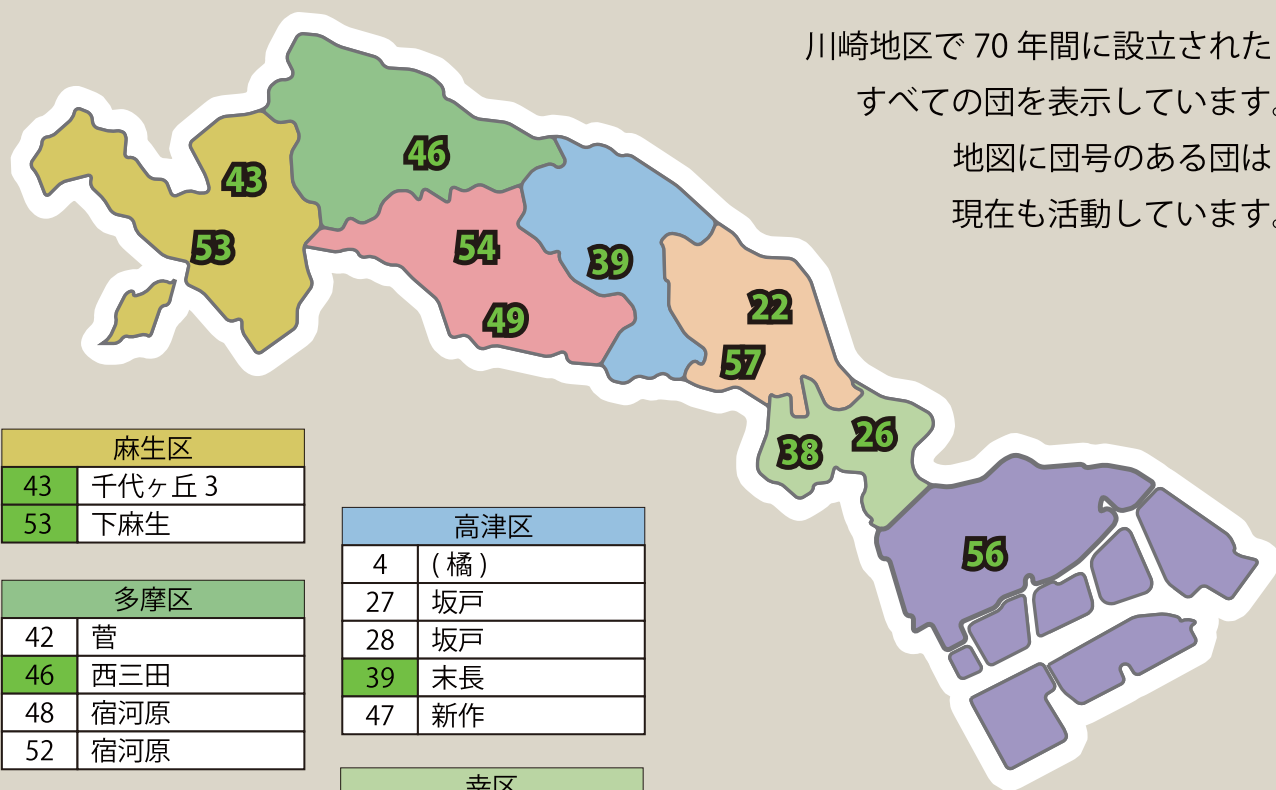 川崎地区で 70 年間に設立された
すべての団を表示しています。
地図に団号のある団は
現在も活動しています。
46
43
53
54
39
49
22
57
38
26
56
麻生区
43 千代ヶ丘 3
53 下麻生
多摩区
42 菅
46 西三田
48 宿河原
52 宿河原
高津区
4 ( 橘 )
27 坂戸
28 坂戸
39 末長
47 新作
幸区